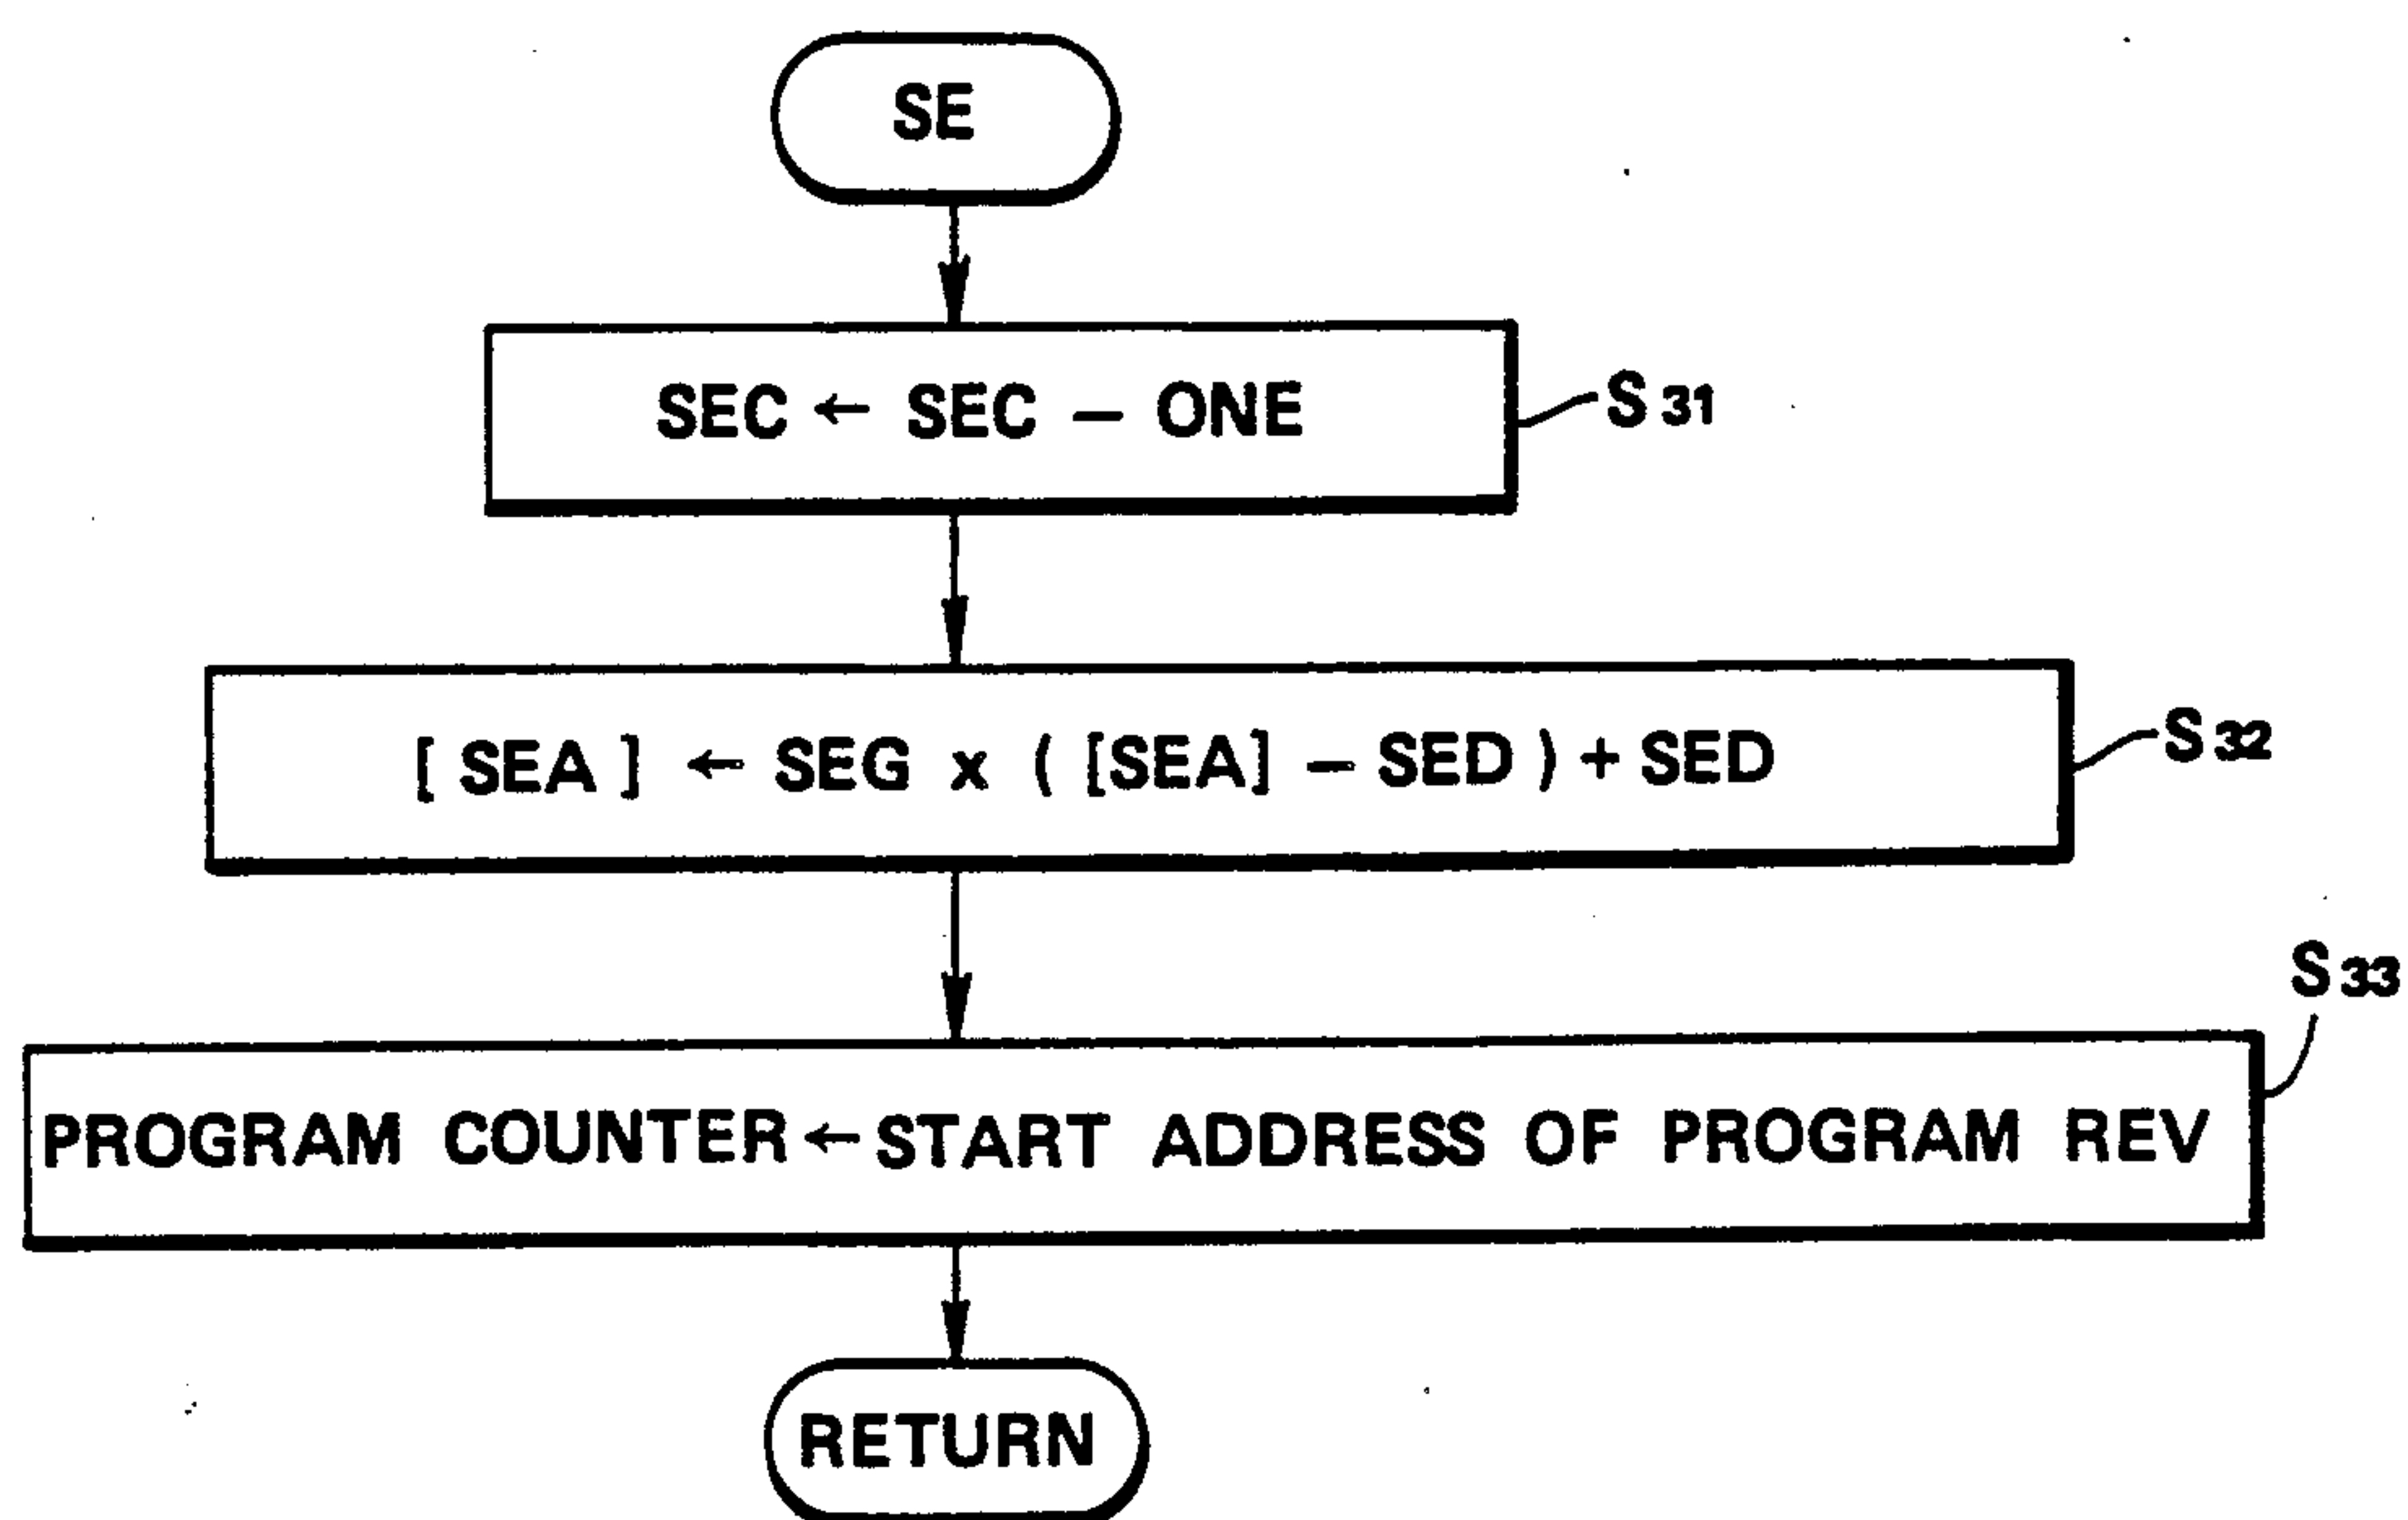 SE
SEC ← SEC – ONE
S31
[ SEA ] ← SEG x ( [SEA] – SED ) + SED
S32
S33
PROGRAM COUNTER ← START ADDRESS OF PROGRAM REV
RETURN